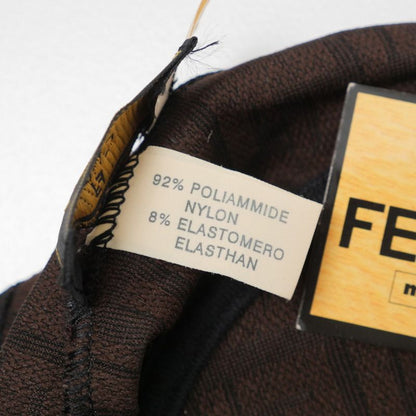 92% POLIAMMIDE
NYLON
8% ELASTOMERO
ELASTHAN
FE
m